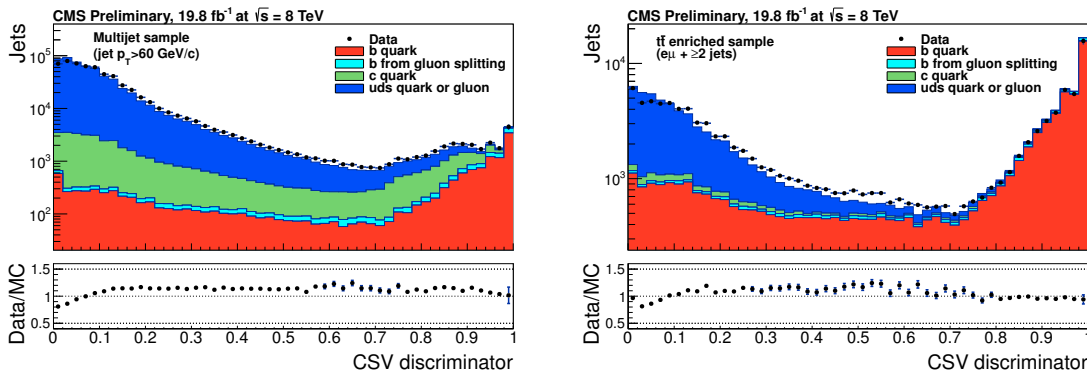 CMS Preliminary, 19.8 fb⁻¹ at √s = 8 TeV
Jets
Multijet sample
(jet p_T>60 GeV/c)
Data
b quark
b from gluon splitting
c quark
uds quark or gluon
10⁵
10⁴
10³
10²
Data/MC
1.5
1
0.5
0 0.1 0.2 0.3 0.4 0.5 0.6 0.7 0.8 0.9 1
CSV discriminator
CMS Preliminary, 19.8 fb⁻¹ at √s = 8 TeV
Jets
tt̄ enriched sample
(eμ + ≥2 jets)
Data
b quark
b from gluon splitting
c quark
uds quark or gluon
10⁴
10³
Data/MC
1.5
1
0.5
0 0.1 0.2 0.3 0.4 0.5 0.6 0.7 0.8 0.9 1
CSV discriminator